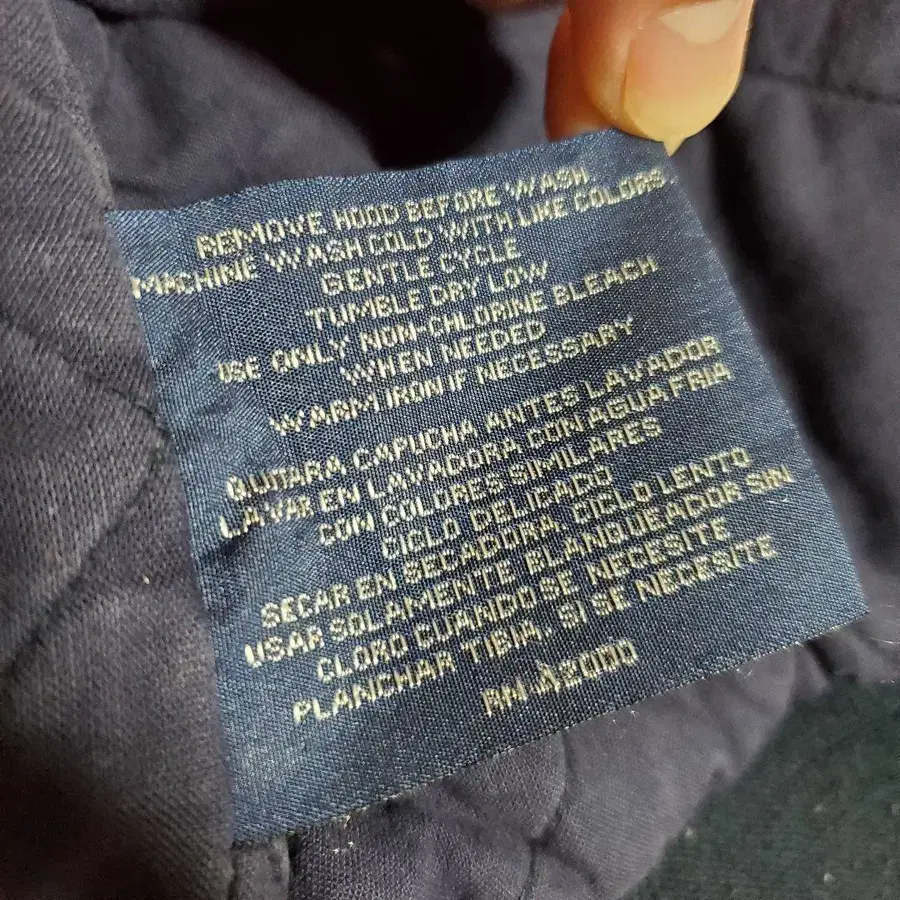 REMOVE HOOD BEFORE WASH
MACHINE WASH COLD WITH LIKE COLORS
GENTLE CYCLE
TUMBLE DRY LOW
USE ONLY NON-CHLORINE BLEACH
WHEN NEEDED
WARM IRON IF NECESSARY
QUITARA CAPUCHA ANTES LAVADOR
LAVAR EN LAVADORA CON AGUA FRIA
CON COLORES SIMILARES
CICLO DELICADO
SECAR EN SECADORA, CICLO LENTO
USAR SOLAMENTE BLANQUEADOR SIN
CLORO CUANDO SE NECESITE
PLANCHAR TIBIA, SI SE NECESITE
RN